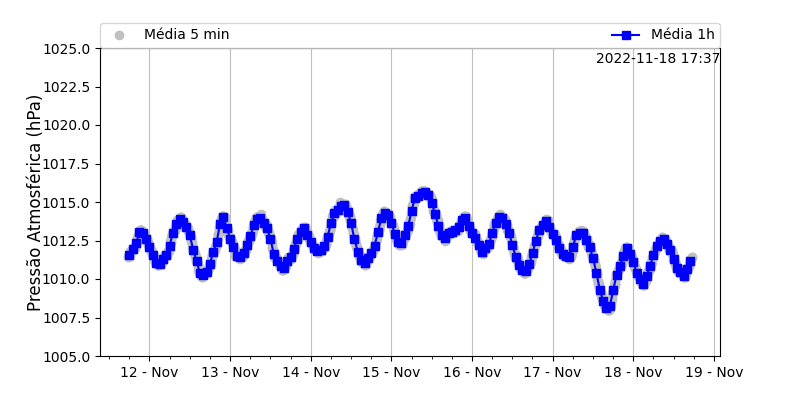 Média 5 min
Média 1h
2022-11-18 17:37
Pressão Atmosférica (hPa)
1025.0
1022.5
1020.0
1017.5
1015.0
1012.5
1010.0
1007.5
1005.0
12 - Nov
13 - Nov
14 - Nov
15 - Nov
16 - Nov
17 - Nov
18 - Nov
19 - Nov